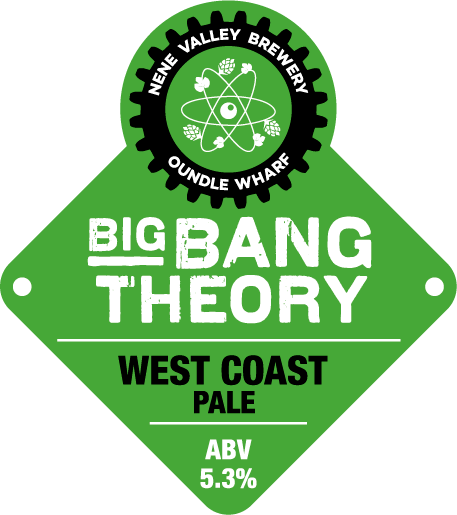 NENE VALLEY BREWERY
OUNDLE WHARF
BIG BANG
THEORY
WEST COAST
PALE
ABV
5.3%